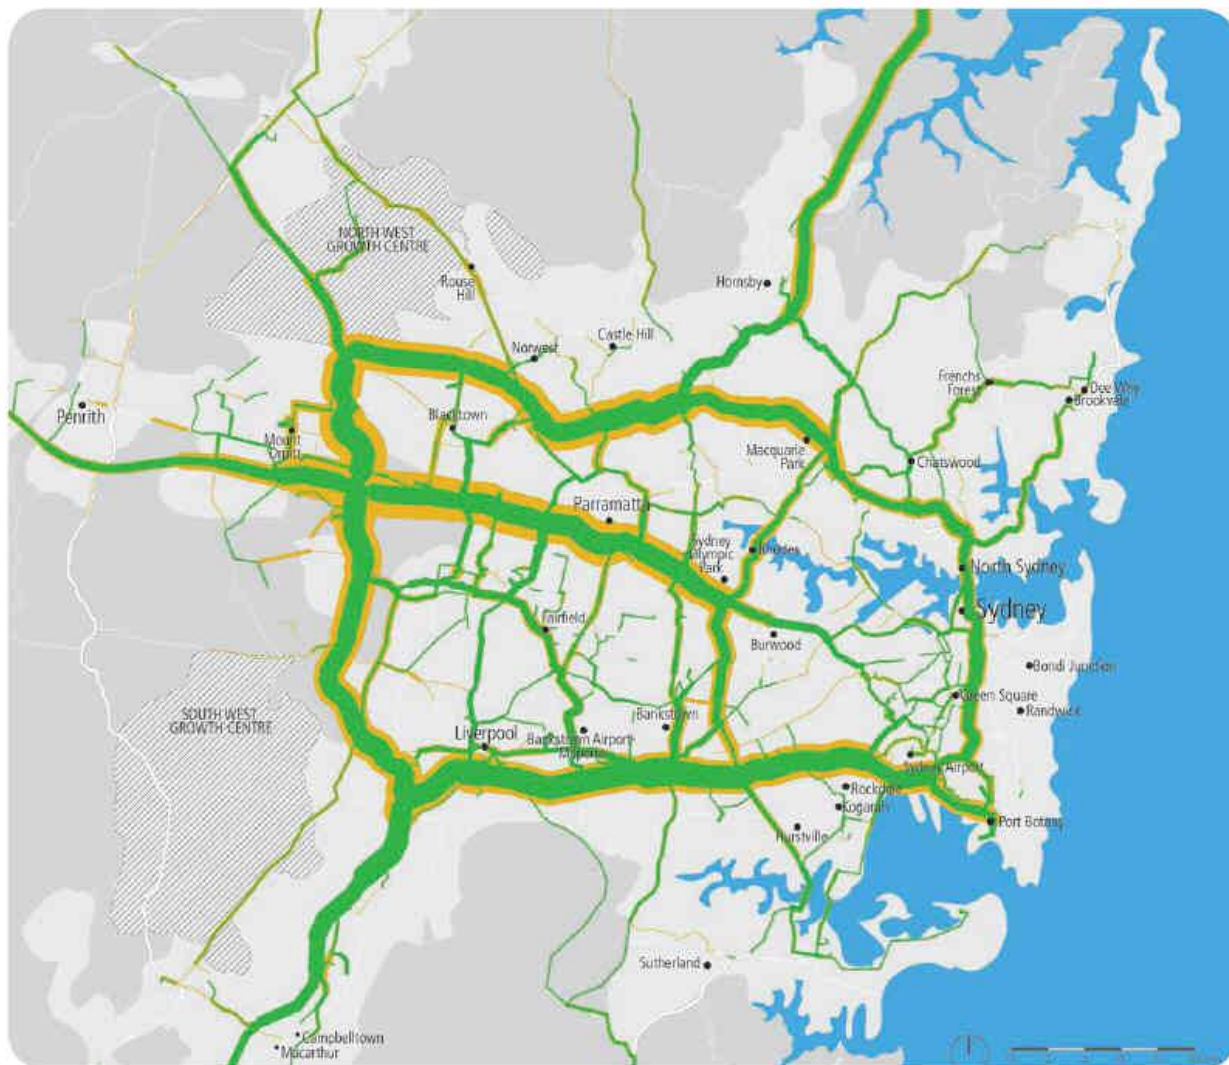 NORTH WEST
GROWTH CENTRE
Rouse
Hill
Hornsby
Castle Hill
Norwest
Frenchs
Forest
Dee Why
Brookvale
Penrith
Blacktown
Mount
Druitt
Macquarie
Park
Chatswood
Parramatta
Sydney
Olympic
Park
Rhodes
North Sydney
Sydney
Fairfield
Burwood
Bondi Junction
Green Square
Randwick
SOUTH WEST
GROWTH CENTRE
Liverpool
Bankstown
Bankstown Airport-
Sydney Airport
Rockdale
Kogarah
Hurstville
Port Botany
Sutherland
Campbelltown
Macarthur